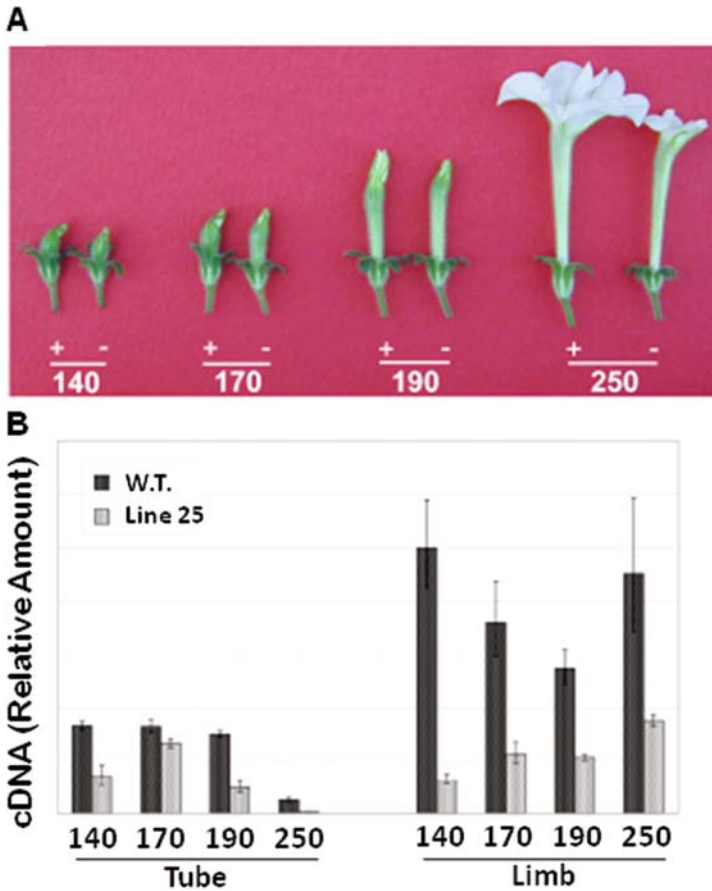 A
+ - + - + - + -
140 170 190 250
B
cDNA (Relative Amount)
W.T.
Line 25
140 170 190 250 140 170 190 250
Tube Limb